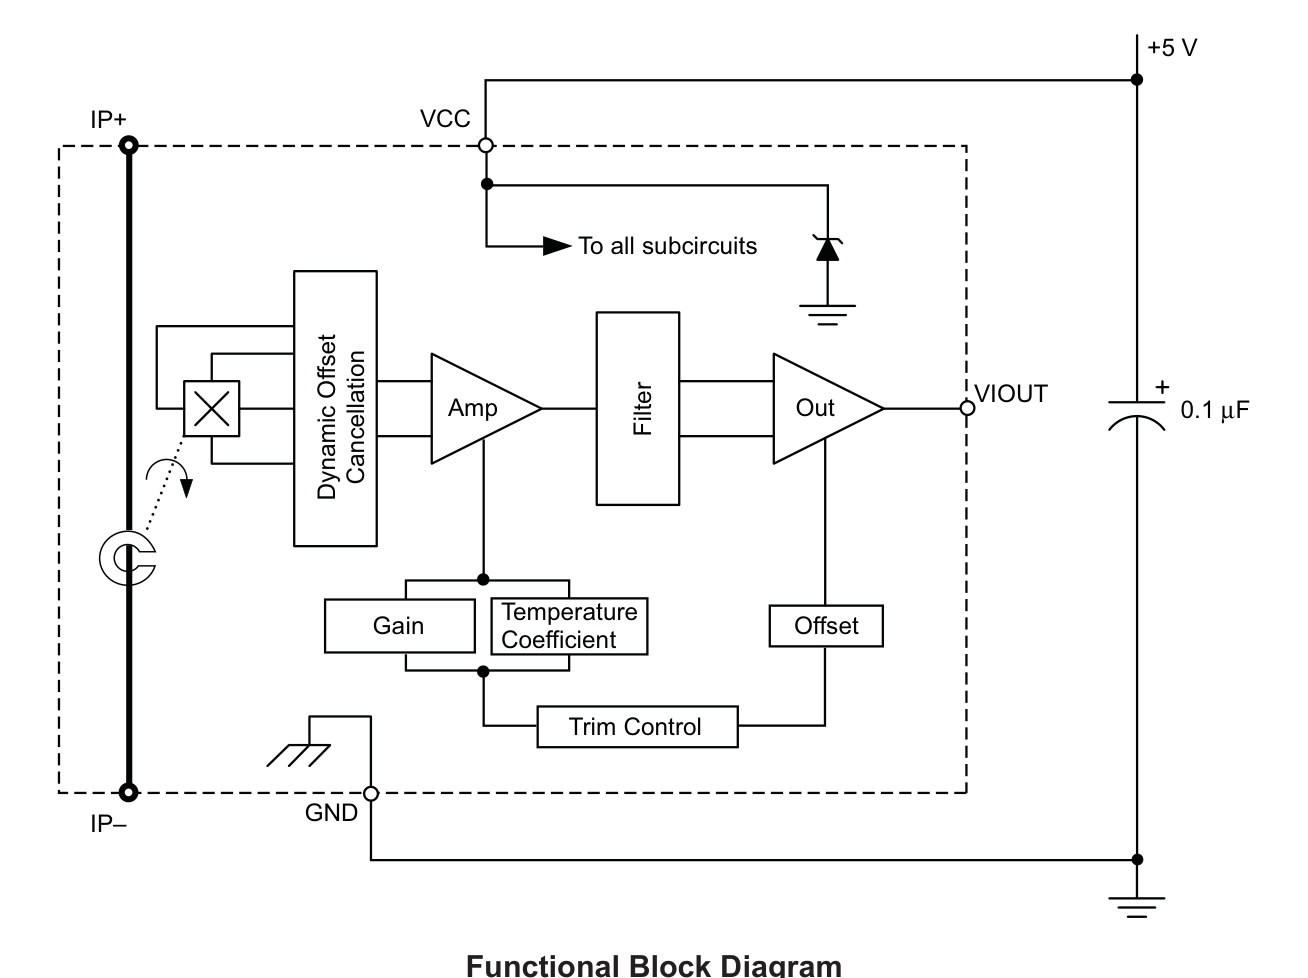 +5 V
IP+
VCC
To all subcircuits
Dynamic Offset
Cancellation
Amp
Filter
Out
VIOUT
+
0.1 µF
Gain
Temperature
Coefficient
Offset
Trim Control
GND
IP–
Functional Block Diagram